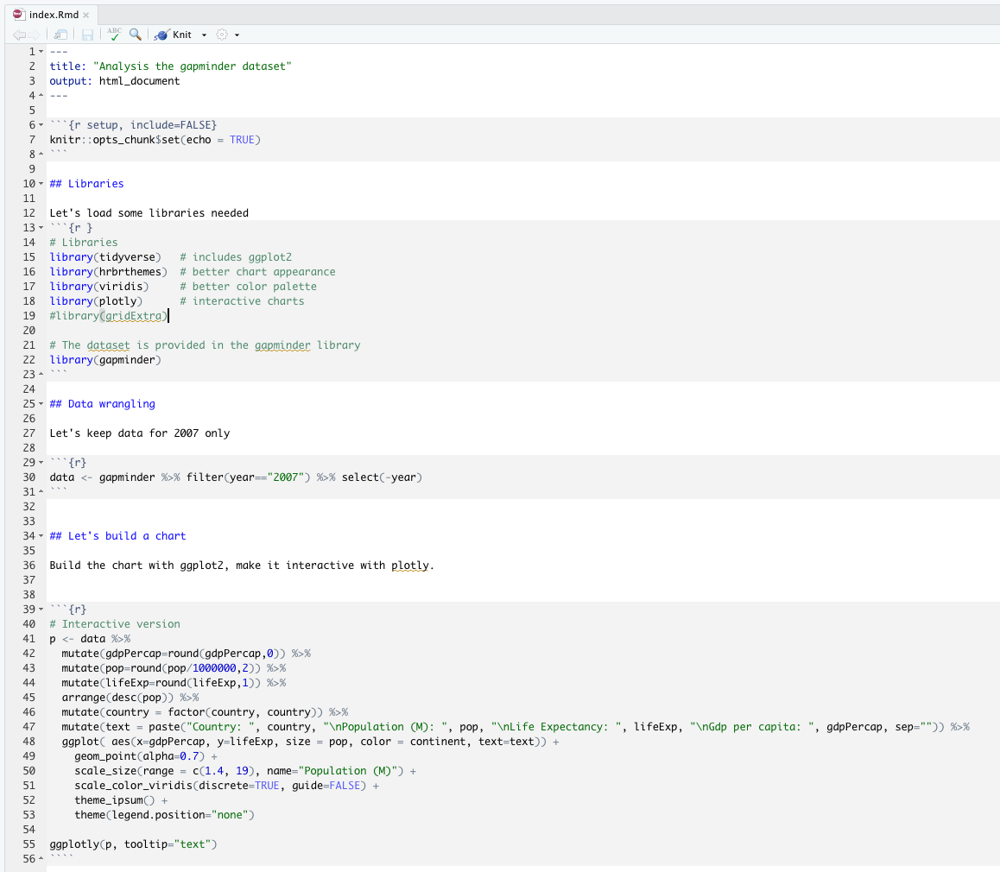 index.Rmd
ABC Knit
1 ---
2 title: "Analysis the gapminder dataset"
3 output: html_document
4 ---
5
6 ```{r setup, include=FALSE}
7 knitr::opts_chunk$set(echo = TRUE)
8 ```
9
10 ## Libraries
11
12 Let's load some libraries needed
13 ```{r }
14 # Libraries
15 library(tidyverse)   # includes ggplot2
16 library(hrbrthemes)  # better chart appearance
17 library(viridis)     # better color palette
18 library(plotly)      # interactive charts
19 #library(gridExtra)
20
21 # The dataset is provided in the gapminder library
22 library(gapminder)
23 ```
24
25 ## Data wrangling
26
27 Let's keep data for 2007 only
28
29 ```{r}
30 data <- gapminder %>% filter(year=="2007") %>% select(-year)
31 ```
32
33
34 ## Let's build a chart
35
36 Build the chart with ggplot2, make it interactive with plotly.
37
38
39 ```{r}
40 # Interactive version
41 p <- data %>%
42   mutate(gdpPercap=round(gdpPercap,0)) %>%
43   mutate(pop=round(pop/1000000,2)) %>%
44   mutate(lifeExp=round(lifeExp,1)) %>%
45   arrange(desc(pop)) %>%
46   mutate(country = factor(country, country)) %>%
47   mutate(text = paste("Country: ", country, "\nPopulation (M): ", pop, "\nLife Expectancy: ", lifeExp, "\nGdp per capita: ", gdpPercap, sep="")) %>%
48   ggplot( aes(x=gdpPercap, y=lifeExp, size = pop, color = continent, text=text)) +
49     geom_point(alpha=0.7) +
50     scale_size(range = c(1.4, 19), name="Population (M)") +
51     scale_color_viridis(discrete=TRUE, guide=FALSE) +
52     theme_ipsum() +
53     theme(legend.position="none")
54
55 ggplotly(p, tooltip="text")
56 ````